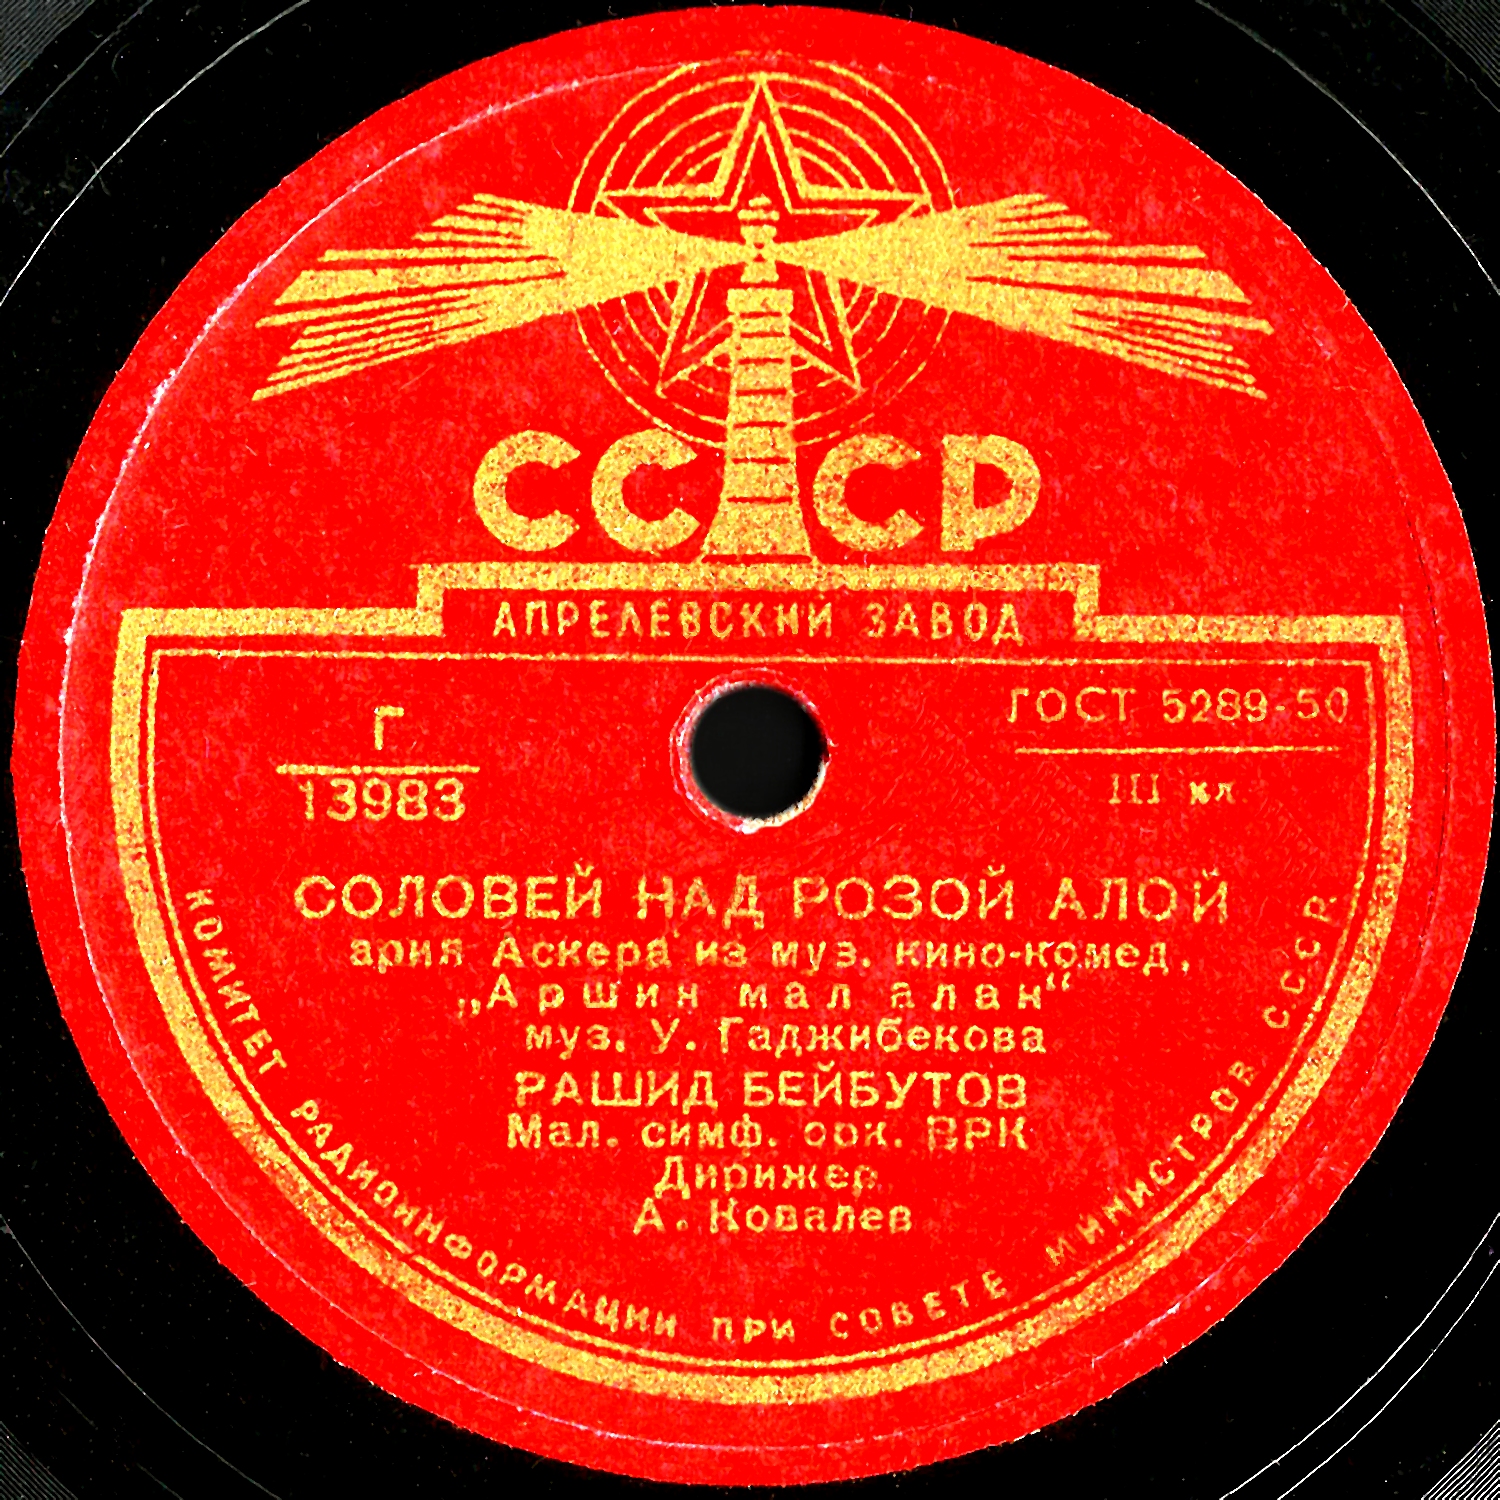 СССР
АПРЕЛЕВСКИЙ ЗАВОД
Г
13983
ГОСТ 5289-50
III кл
СОЛОВЕЙ НАД РОЗОЙ АЛОЙ
ария Аскера из муз. кино-комед.
„Аршин мал алан“
муз. У. Гаджибекова
РАШИД БЕЙБУТОВ
Мал. симф. орк. ВРК
Дирижер
А. Ковалев
КОМИТЕТ РАДИОИНФОРМАЦИИ ПРИ СОВЕТЕ МИНИСТРОВ СССР